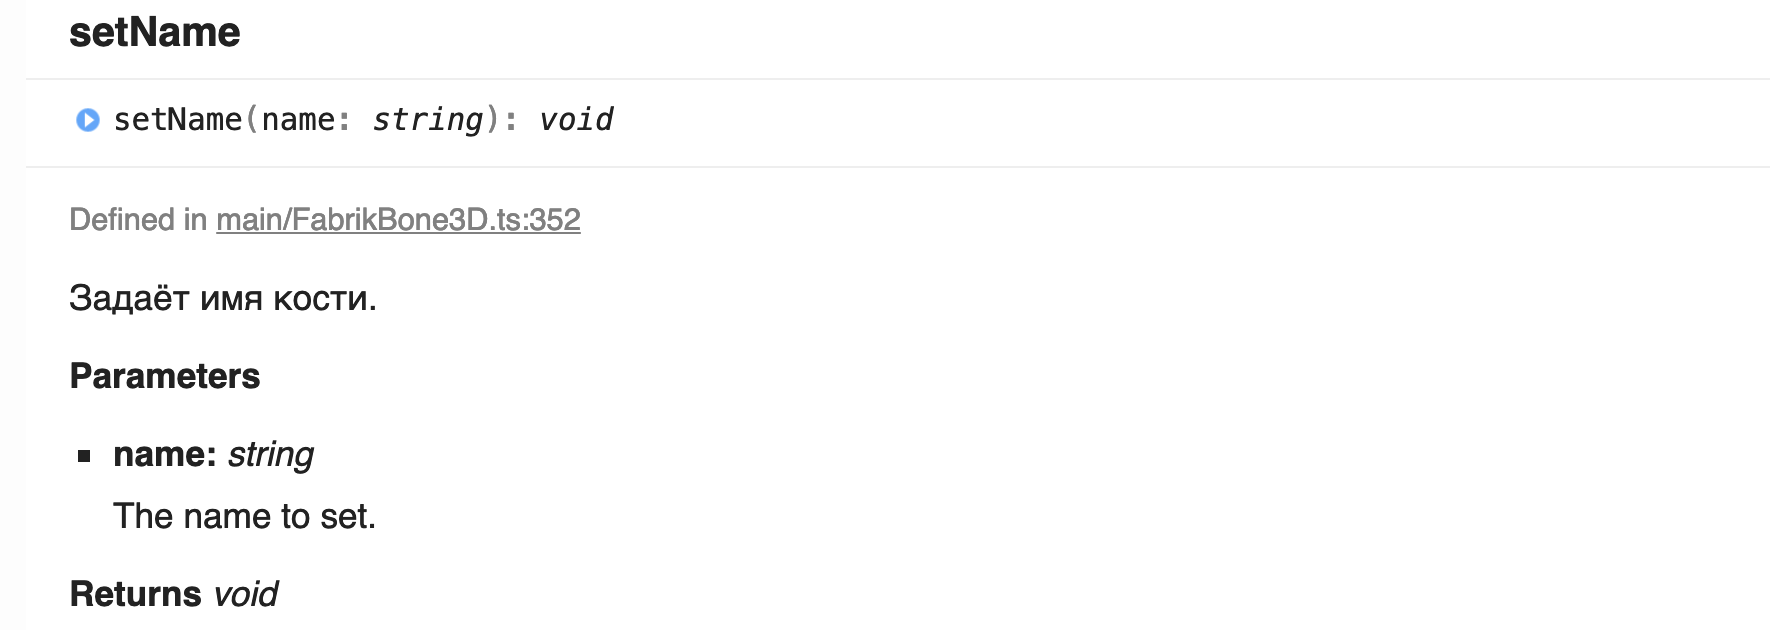 setName
setName(name: string): void
Defined in main/FabrikBone3D.ts:352
Задаёт имя кости.
Parameters
name: string
The name to set.
Returns void